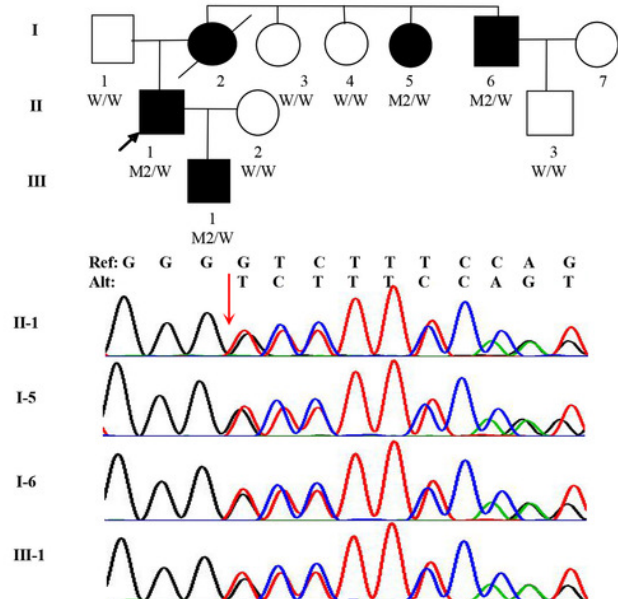 I
1 2 3 4 5 6 7
W/W W/W W/W M2/W M2/W
II
1 2 3
M2/W W/W W/W
III
1
M2/W
Ref: G G G G T C T T T C C A G
Alt: T C T T T C C A G T
II-1
I-5
I-6
III-1